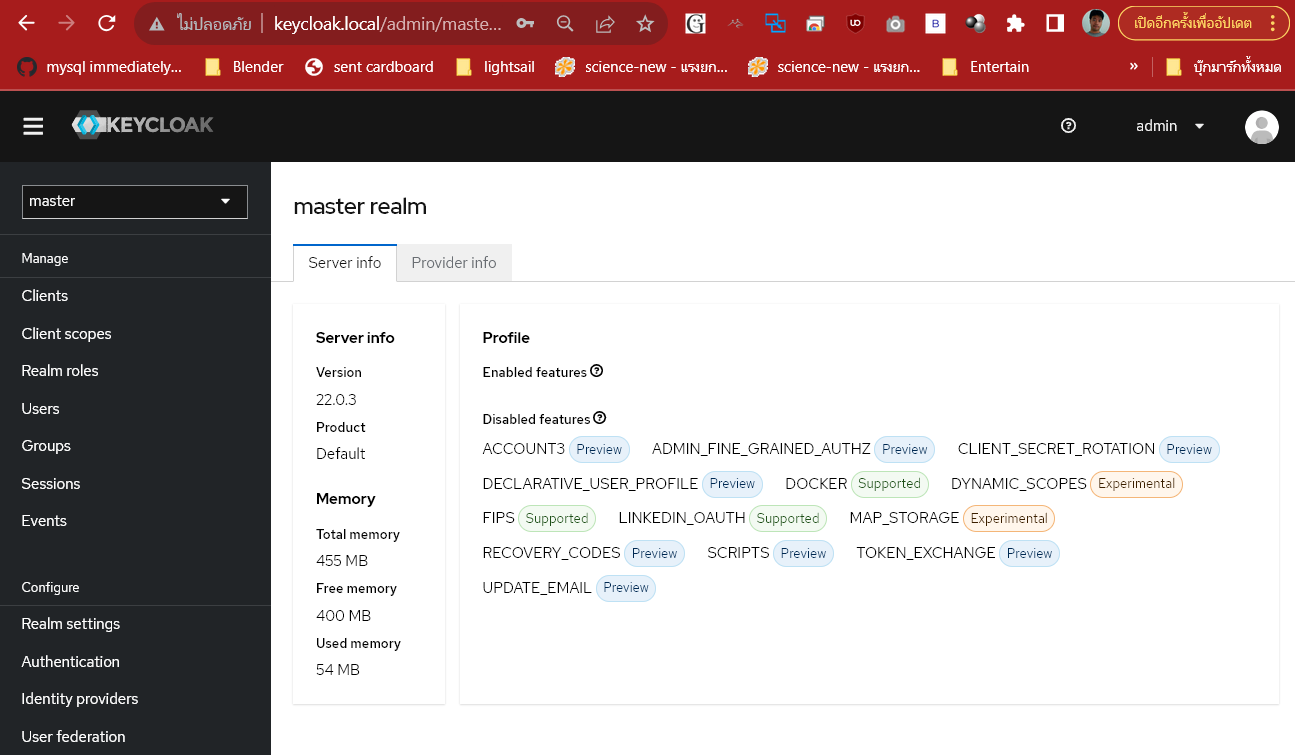 ไม่ปลอดภัย keycloak.local/admin/maste... G UD B เปิดอีกครั้งเพื่ออัปเดต
mysql immediately... Blender sent cardboard lightsail science-new - แรงยก... science-new - แรงยก... Entertain » บุ๊กมาร์กทั้งหมด
KEYCLOAK admin
master
Manage
Clients
Client scopes
Realm roles
Users
Groups
Sessions
Events
Configure
Realm settings
Authentication
Identity providers
User federation
master realm
Server info Provider info
Server info
Version
22.0.3
Product
Default
Memory
Total memory
455 MB
Free memory
400 MB
Used memory
54 MB
Profile
Enabled features
Disabled features
ACCOUNT3 Preview ADMIN_FINE_GRAINED_AUTHZ Preview CLIENT_SECRET_ROTATION Preview
DECLARATIVE_USER_PROFILE Preview DOCKER Supported DYNAMIC_SCOPES Experimental
FIPS Supported LINKEDIN_OAUTH Supported MAP_STORAGE Experimental
RECOVERY_CODES Preview SCRIPTS Preview TOKEN_EXCHANGE Preview
UPDATE_EMAIL Preview